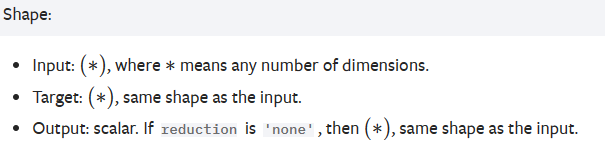 Shape:
• Input: (∗), where ∗ means any number of dimensions.
• Target: (∗), same shape as the input.
• Output: scalar. If reduction is 'none', then (∗), same shape as the input.